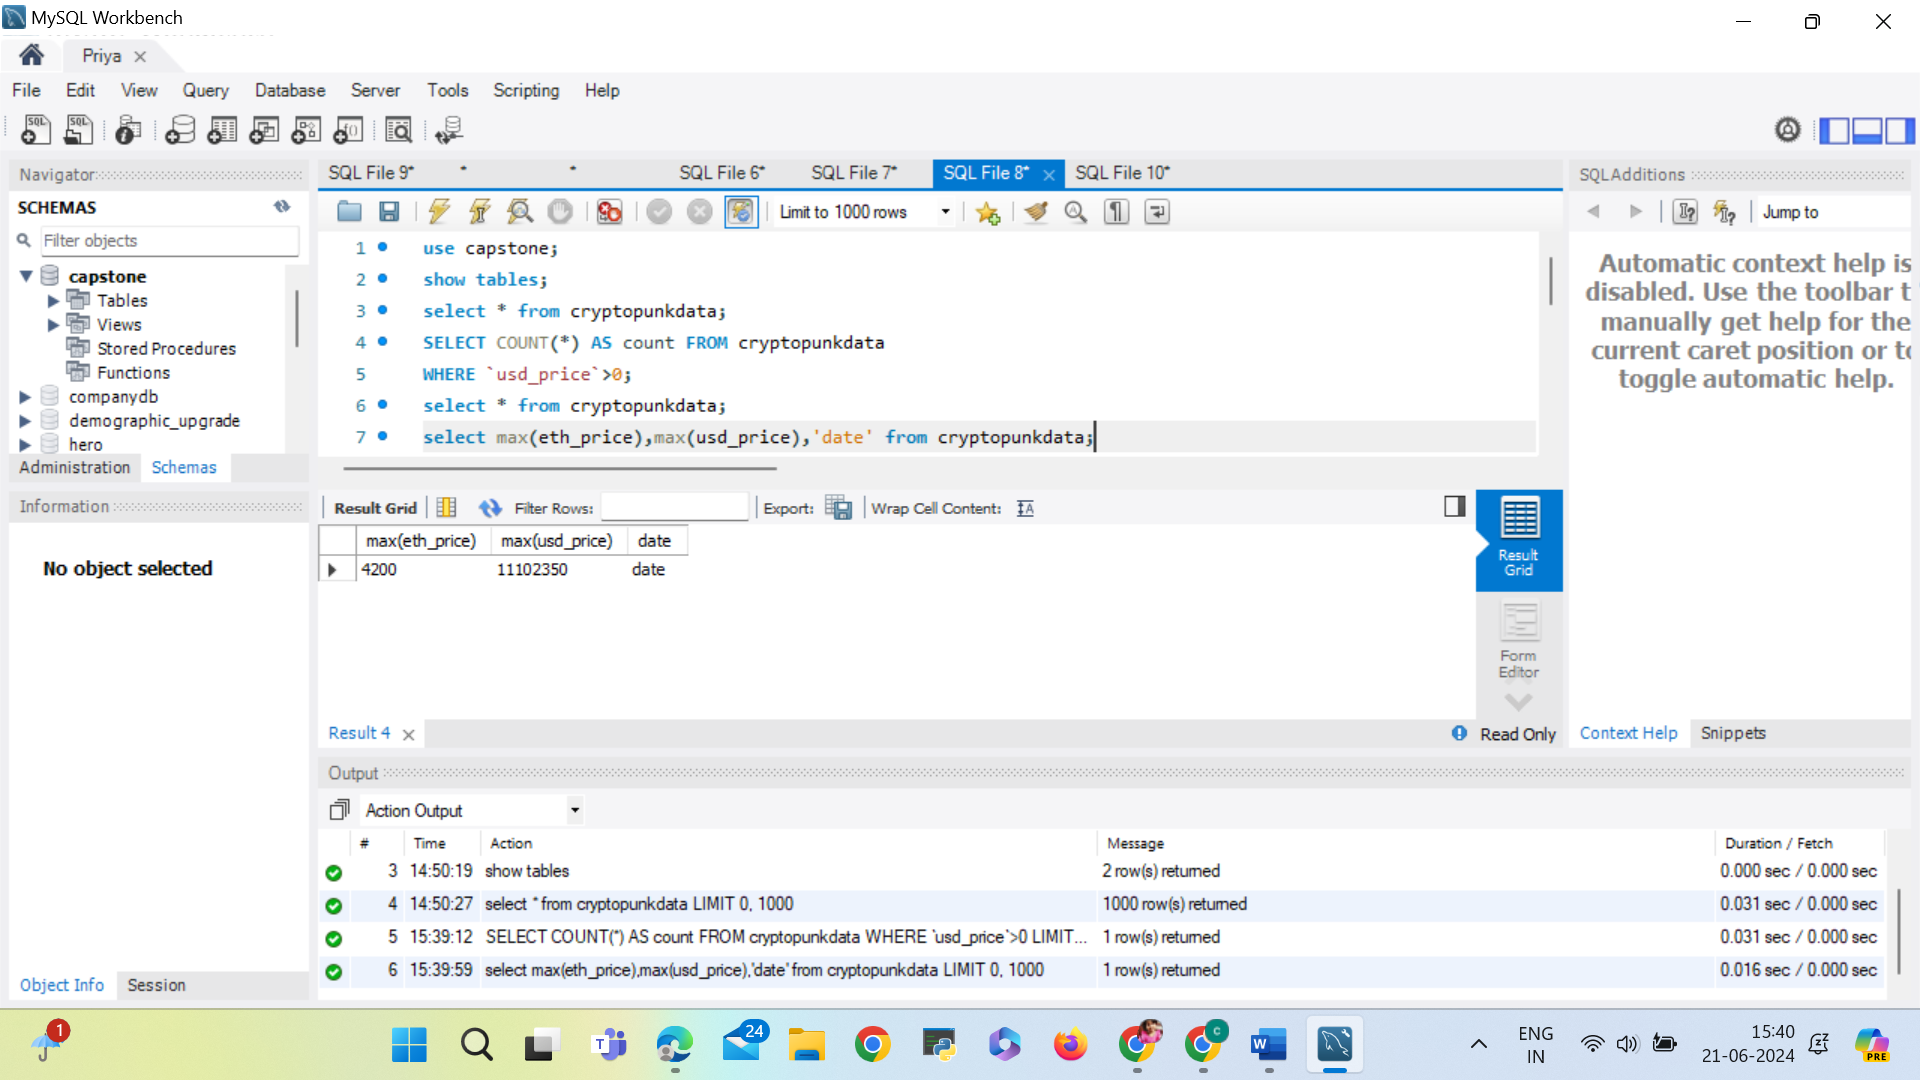 MySQL Workbench
Priya
File Edit View Query Database Server Tools Scripting Help
Navigator
SCHEMAS
Filter objects
capstone
Tables
Views
Stored Procedures
Functions
companydb
demographic_upgrade
hero
Administration Schemas
Information
No object selected
Object Info Session
SQL File 9* * * SQL File 6* SQL File 7* SQL File 8* SQL File 10*
Limit to 1000 rows
1 use capstone;
2 show tables;
3 select * from cryptopunkdata;
4 SELECT COUNT(*) AS count FROM cryptopunkdata
5 WHERE `usd_price`>0;
6 select * from cryptopunkdata;
7 select max(eth_price),max(usd_price),'date' from cryptopunkdata;
Result Grid Filter Rows: Export: Wrap Cell Content:
max(eth_price) max(usd_price) date
4200 11102350 date
Result
Grid
Form
Editor
Result 4
Read Only
SQLAdditions
Jump to
Automatic context help is
disabled. Use the toolbar t
manually get help for the
current caret position or to
toggle automatic help.
Context Help Snippets
Output
Action Output
# Time Action Message Duration / Fetch
3 14:50:19 show tables 2 row(s) returned 0.000 sec / 0.000 sec
4 14:50:27 select * from cryptopunkdata LIMIT 0, 1000 1000 row(s) returned 0.031 sec / 0.000 sec
5 15:39:12 SELECT COUNT(*) AS count FROM cryptopunkdata WHERE `usd_price`>0 LIMIT... 1 row(s) returned 0.031 sec / 0.000 sec
6 15:39:59 select max(eth_price),max(usd_price),'date' from cryptopunkdata LIMIT 0, 1000 1 row(s) returned 0.016 sec / 0.000 sec
1
24
C
ENG
IN
15:40
21-06-2024
PRE